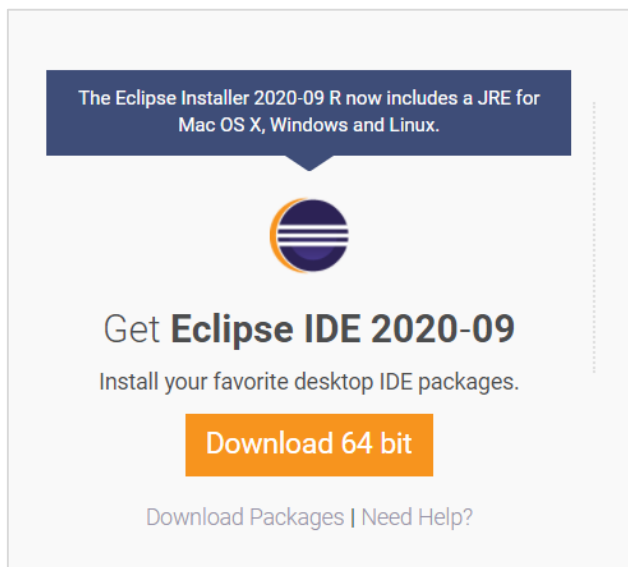 The Eclipse Installer 2020-09 R now includes a JRE for
Mac OS X, Windows and Linux.
Get Eclipse IDE 2020-09
Install your favorite desktop IDE packages.
Download 64 bit
Download Packages | Need Help?